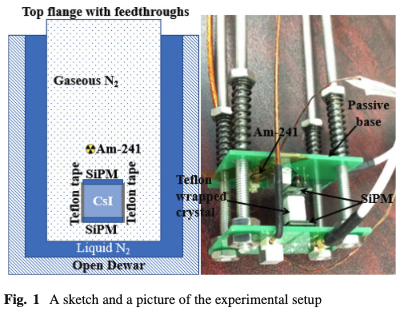 Top flange with feedthroughs
Gaseous N₂
Am-241
SiPM
Teflon tape
CsI
Teflon tape
SiPM
Liquid N₂
Open Dewar
Passive
base
Am-241
Teflon
wrapped
crystal
SiPM
Fig. 1 A sketch and a picture of the experimental setup